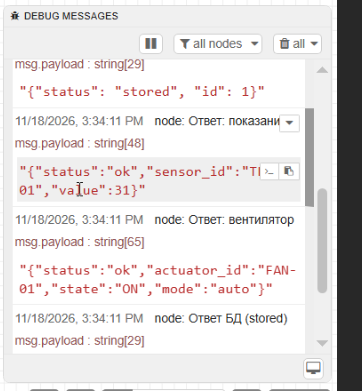 DEBUG MESSAGES
all nodes
all
msg.payload : string[29]
"{"status": "stored", "id": 1}"
11/18/2026, 3:34:11 PM node: Ответ: показани
msg.payload : string[48]
"{"status":"ok","sensor_id":"
01","value":31}"
11/18/2026, 3:34:11 PM node: Ответ: вентилятор
msg.payload : string[65]
"{"status":"ok","actuator_id":"FAN-
01","state":"ON","mode":"auto"}"
11/18/2026, 3:34:11 PM node: Ответ БД (stored)
msg.payload : string[29]